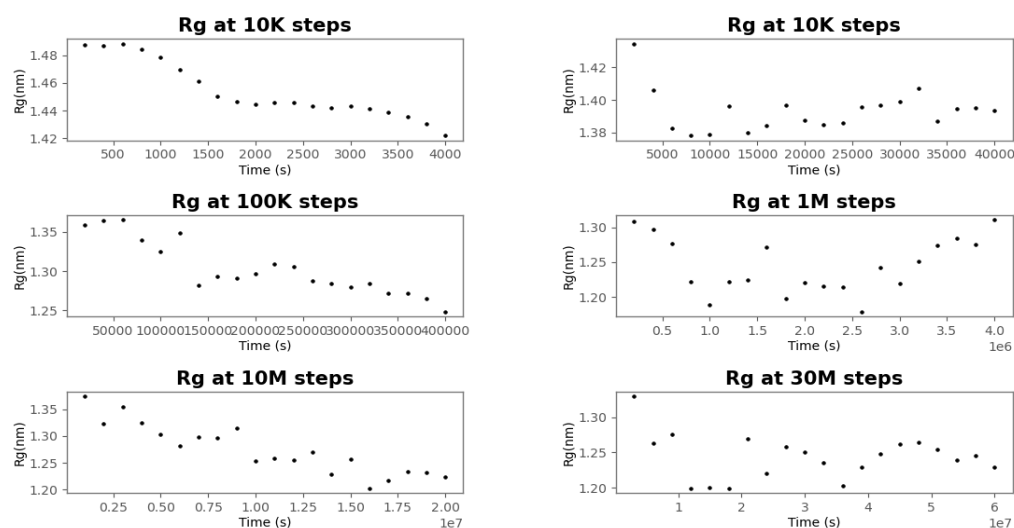 Rg at 10K steps
Rg(nm)
1.48
1.46
1.44
1.42
500 1000 1500 2000 2500 3000 3500 4000
Time (s)
Rg at 10K steps
Rg(nm)
1.42
1.40
1.38
5000 10000 15000 20000 25000 30000 35000 40000
Time (s)
Rg at 100K steps
Rg(nm)
1.35
1.30
1.25
50000 100000 150000 200000 250000 300000 350000 400000
Time (s)
Rg at 1M steps
Rg(nm)
1.30
1.25
1.20
0.5 1.0 1.5 2.0 2.5 3.0 3.5 4.0
Time (s)
1e6
Rg at 10M steps
Rg(nm)
1.35
1.30
1.25
1.20
0.25 0.50 0.75 1.00 1.25 1.50 1.75 2.00
Time (s)
1e7
Rg at 30M steps
Rg(nm)
1.30
1.25
1.20
1 2 3 4 5 6
Time (s)
1e7